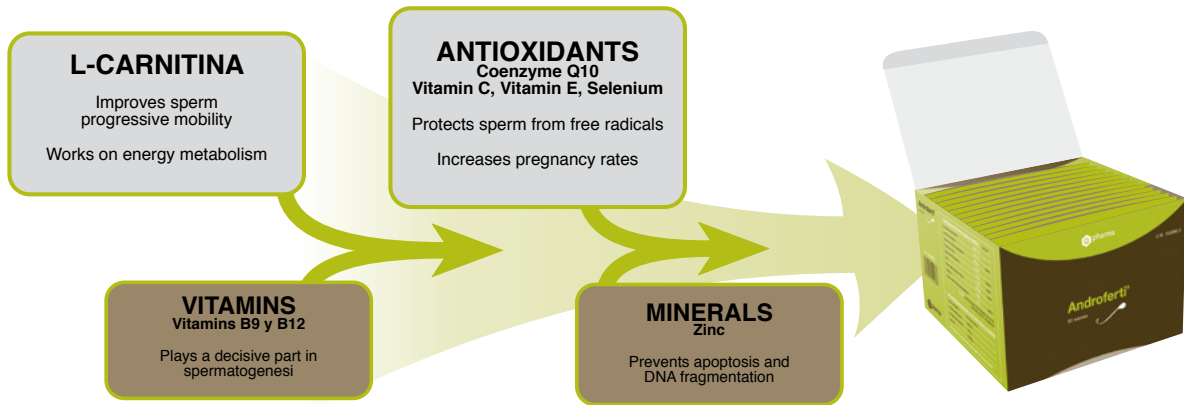 L-CARNITINA
Improves sperm
progressive mobility
Works on energy metabolism
ANTIOXIDANTS
Coenzyme Q10
Vitamin C, Vitamin E, Selenium
Protects sperm from free radicals
Increases pregnancy rates
VITAMINS
Vitamins B9 y B12
Plays a decisive part in
spermatogenesi
MINERALS
Zinc
Prevents apoptosis and
DNA fragmentation
pharma
Androferti